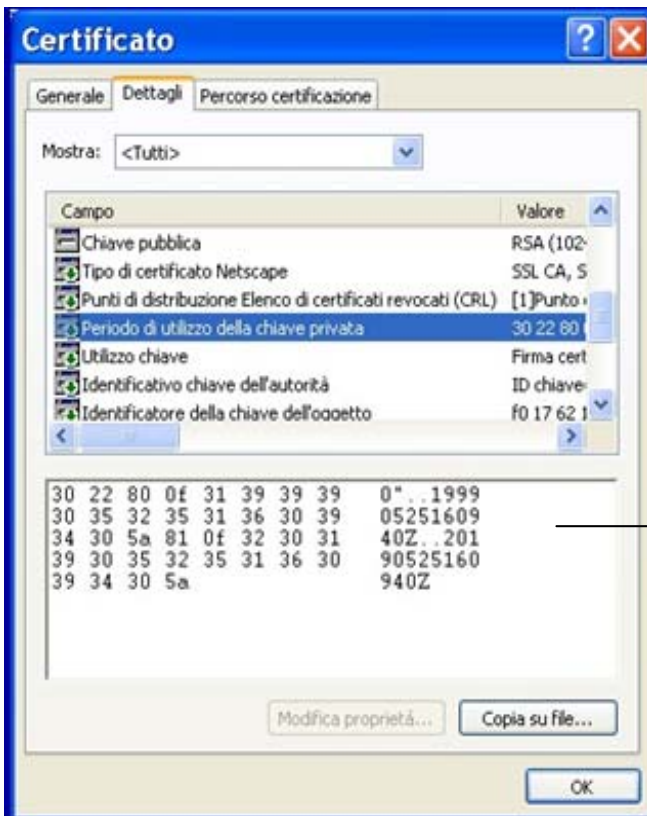 Certificato
Generale Dettagli Percorso certificazione
Mostra: <Tutti>
Campo Valore
Chiave pubblica RSA (102
Tipo di certificato Netscape SSL CA, S
Punti di distribuzione Elenco di certificati revocati (CRL) [1]Punto
Periodo di utilizzo della chiave privata 30 22 80
Utilizzo chiave Firma cert
Identificativo chiave dell'autorità ID chiave=
Identificatore della chiave dell'oggetto f0 17 62 1
30 22 80 0f 31 39 39 39 0"..1999
30 35 32 35 31 36 30 39 05251609
34 30 5a 81 0f 32 30 31 40Z..201
39 30 35 32 35 31 36 30 90525160
39 34 30 5a 940Z
Modifica proprietá... Copia su file...
OK